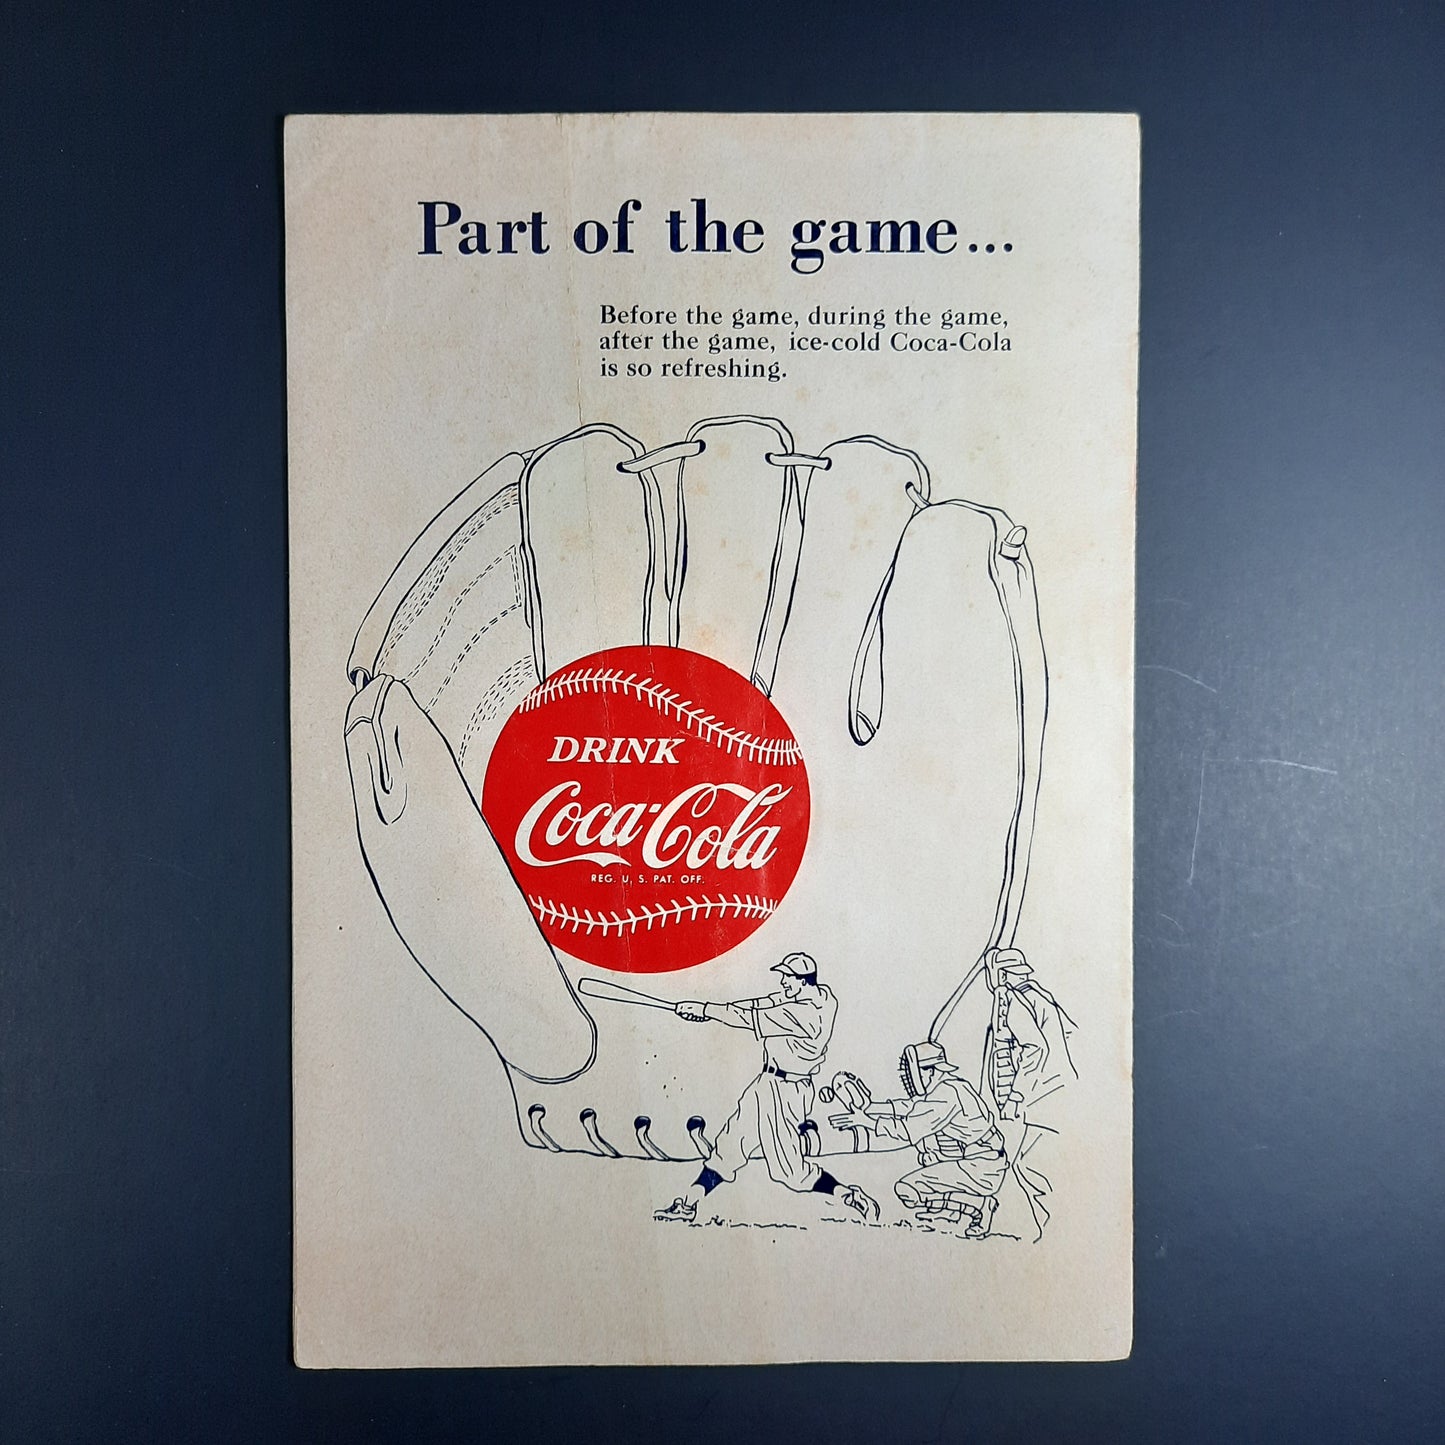 Part of the game...
Before the game, during the game,
after the game, ice-cold Coca-Cola
is so refreshing.
DRINK
Coca-Cola
REG. U. S. PAT. OFF.